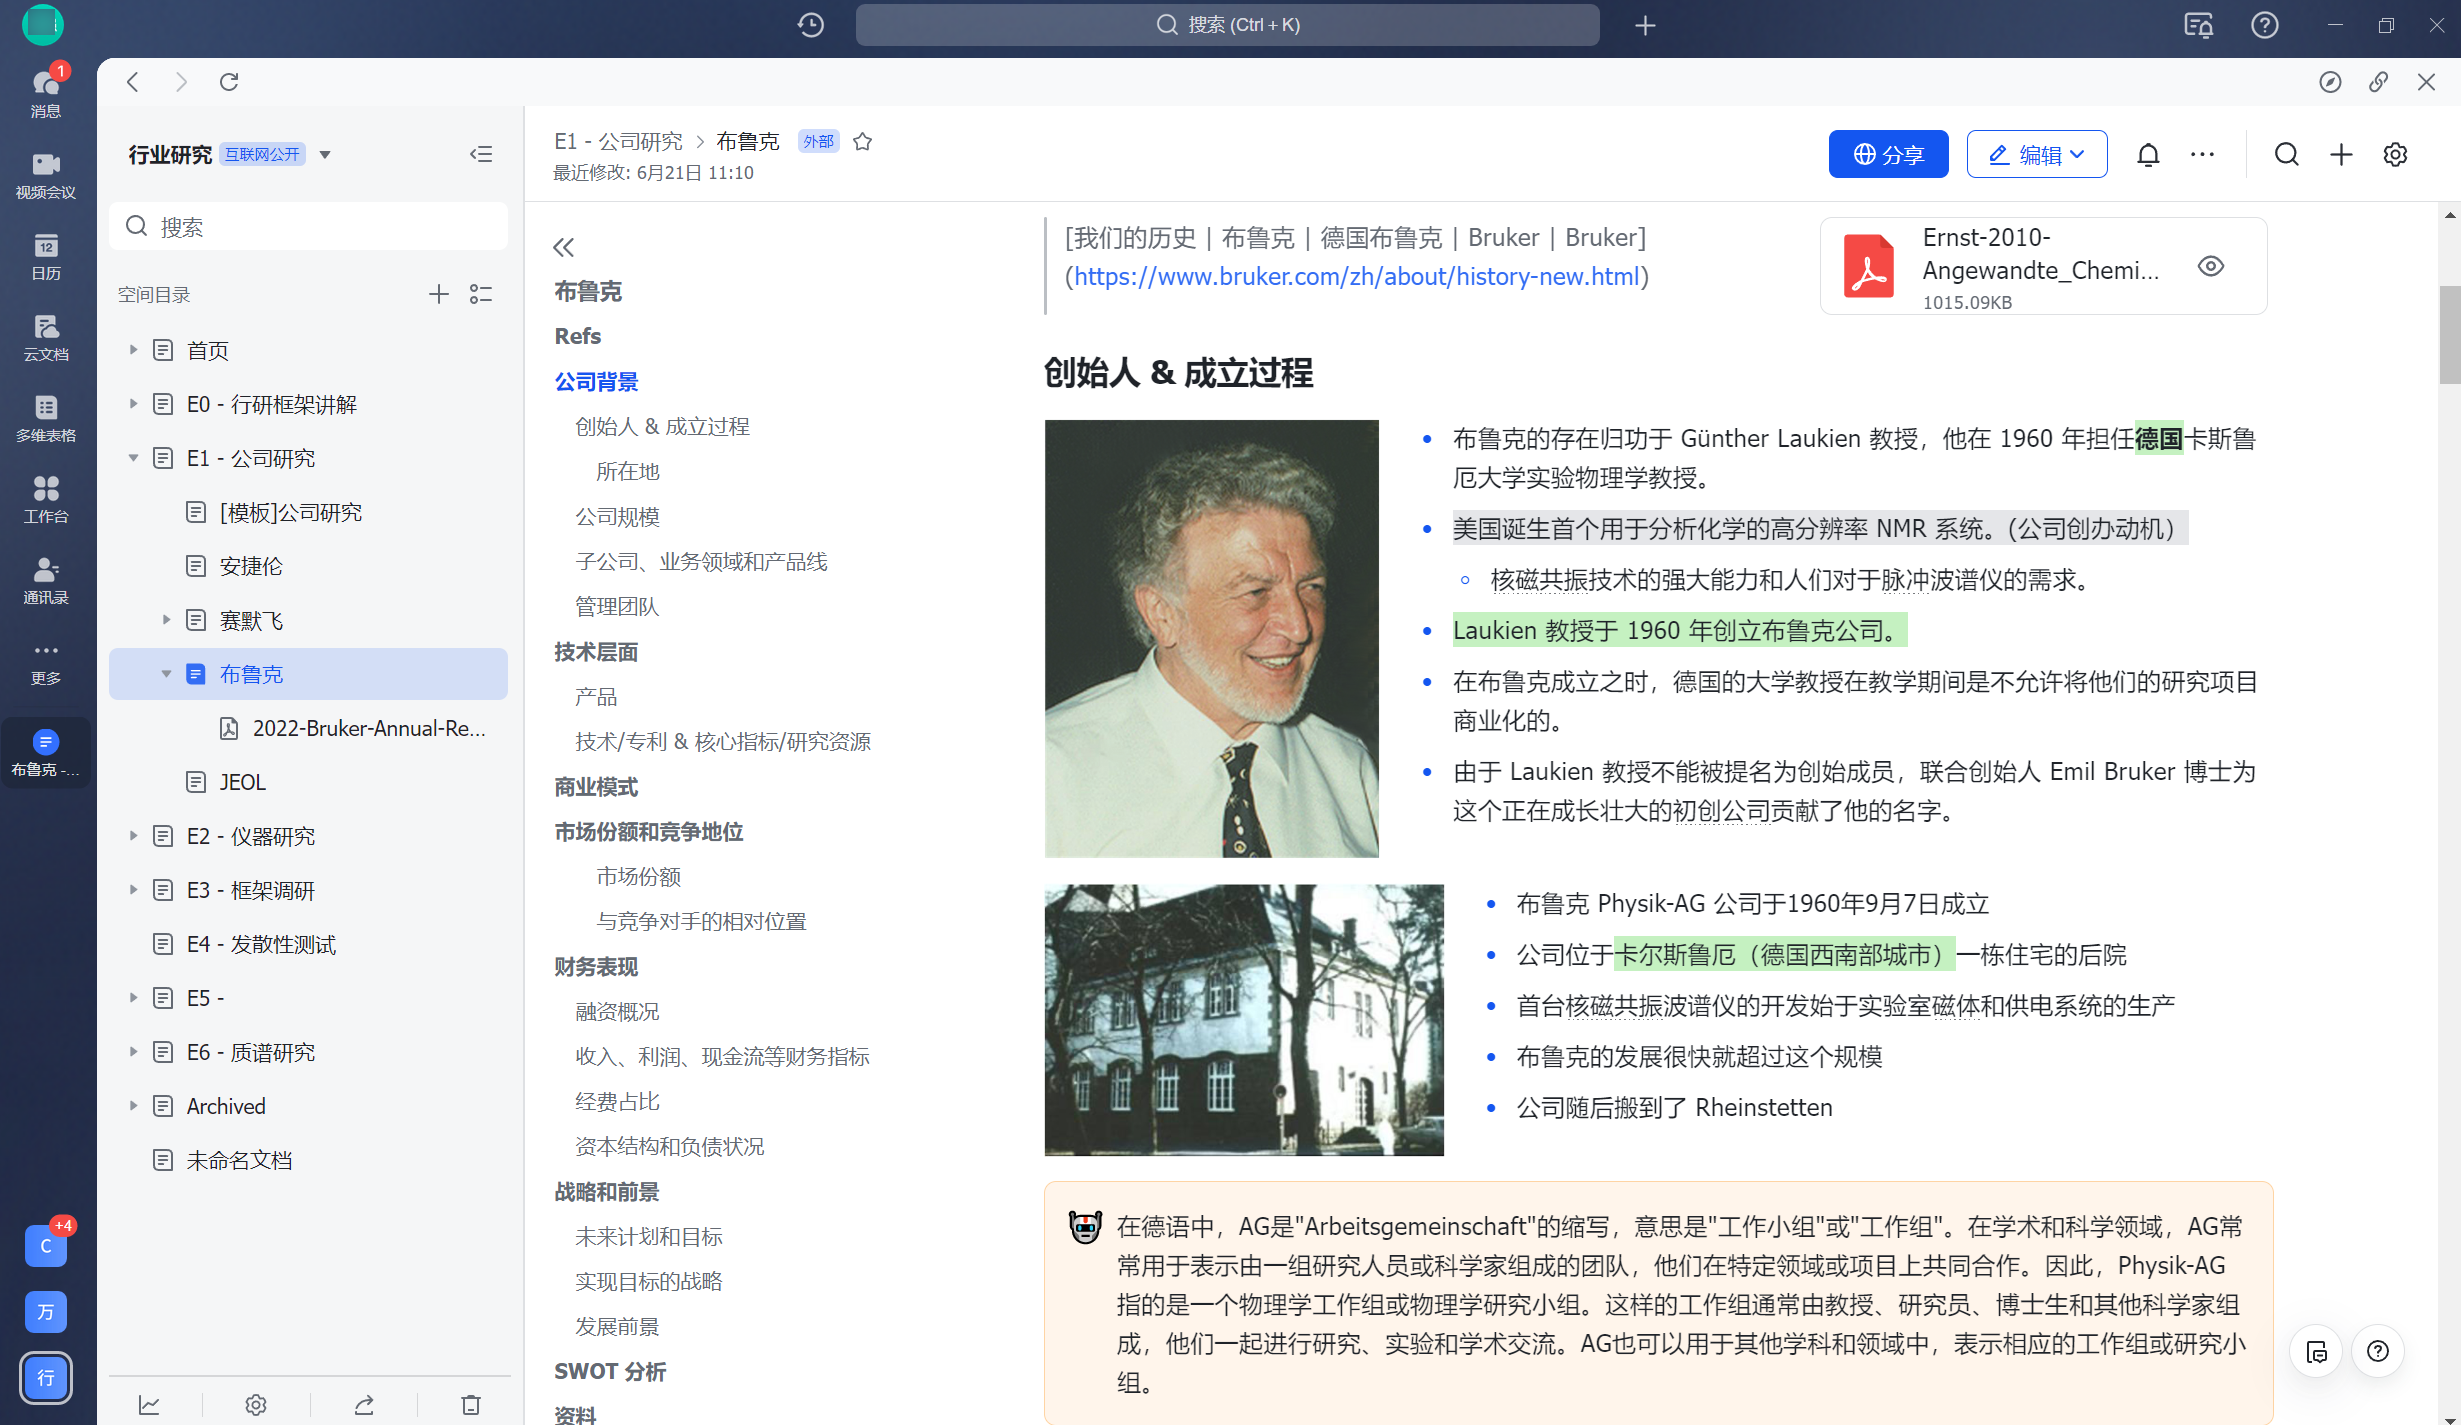 搜索 (Ctrl + K)
1
消息
视频会议
12
日历
云文档
多维表格
工作台
通讯录
更多
布鲁克 -...
+4
C
万
行
行业研究 互联网公开
搜索
空间目录
首页
E0 - 行研框架讲解
E1 - 公司研究
[模板]公司研究
安捷伦
赛默飞
布鲁克
2022-Bruker-Annual-Re...
JEOL
E2 - 仪器研究
E3 - 框架调研
E4 - 发散性测试
E5 -
E6 - 质谱研究
Archived
未命名文档
E1 - 公司研究 > 布鲁克 外部
最近修改: 6月21日 11:10
分享
编辑
布鲁克
Refs
公司背景
创始人 & 成立过程
所在地
公司规模
子公司、业务领域和产品线
管理团队
技术层面
产品
技术/专利 & 核心指标/研究资源
商业模式
市场份额和竞争地位
市场份额
与竞争对手的相对位置
财务表现
融资概况
收入、利润、现金流等财务指标
经费占比
资本结构和负债状况
战略和前景
未来计划和目标
实现目标的战略
发展前景
SWOT 分析
资料
[我们的历史 | 布鲁克 | 德国布鲁克 | Bruker | Bruker]
(https://www.bruker.com/zh/about/history-new.html)
Ernst-2010-
Angewandte_Chemi...
1015.09KB
创始人 & 成立过程
布鲁克的存在归功于 Günther Laukien 教授，他在 1960 年担任德国卡斯鲁
厄大学实验物理学教授。
美国诞生首个用于分析化学的高分辨率 NMR 系统。（公司创办动机）
核磁共振技术的强大能力和人们对于脉冲波谱仪的需求。
Laukien 教授于 1960 年创立布鲁克公司。
在布鲁克成立之时，德国的大学教授在教学期间是不允许将他们的研究项目
商业化的。
由于 Laukien 教授不能被提名为创始成员，联合创始人 Emil Bruker 博士为
这个正在成长壮大的初创公司贡献了他的名字。
布鲁克 Physik-AG 公司于1960年9月7日成立
公司位于卡尔斯鲁厄（德国西南部城市）一栋住宅的后院
首台核磁共振波谱仪的开发始于实验室磁体和供电系统的生产
布鲁克的发展很快就超过这个规模
公司随后搬到了 Rheinstetten
在德语中，AG是"Arbeitsgemeinschaft"的缩写，意思是"工作小组"或"工作组"。在学术和科学领域，AG常
常用于表示由一组研究人员或科学家组成的团队，他们在特定领域或项目上共同合作。因此，Physik-AG
指的是一个物理学工作组或物理学研究小组。这样的工作组通常由教授、研究员、博士生和其他科学家组
成，他们一起进行研究、实验和学术交流。AG也可以用于其他学科和领域中，表示相应的工作组或研究小
组。